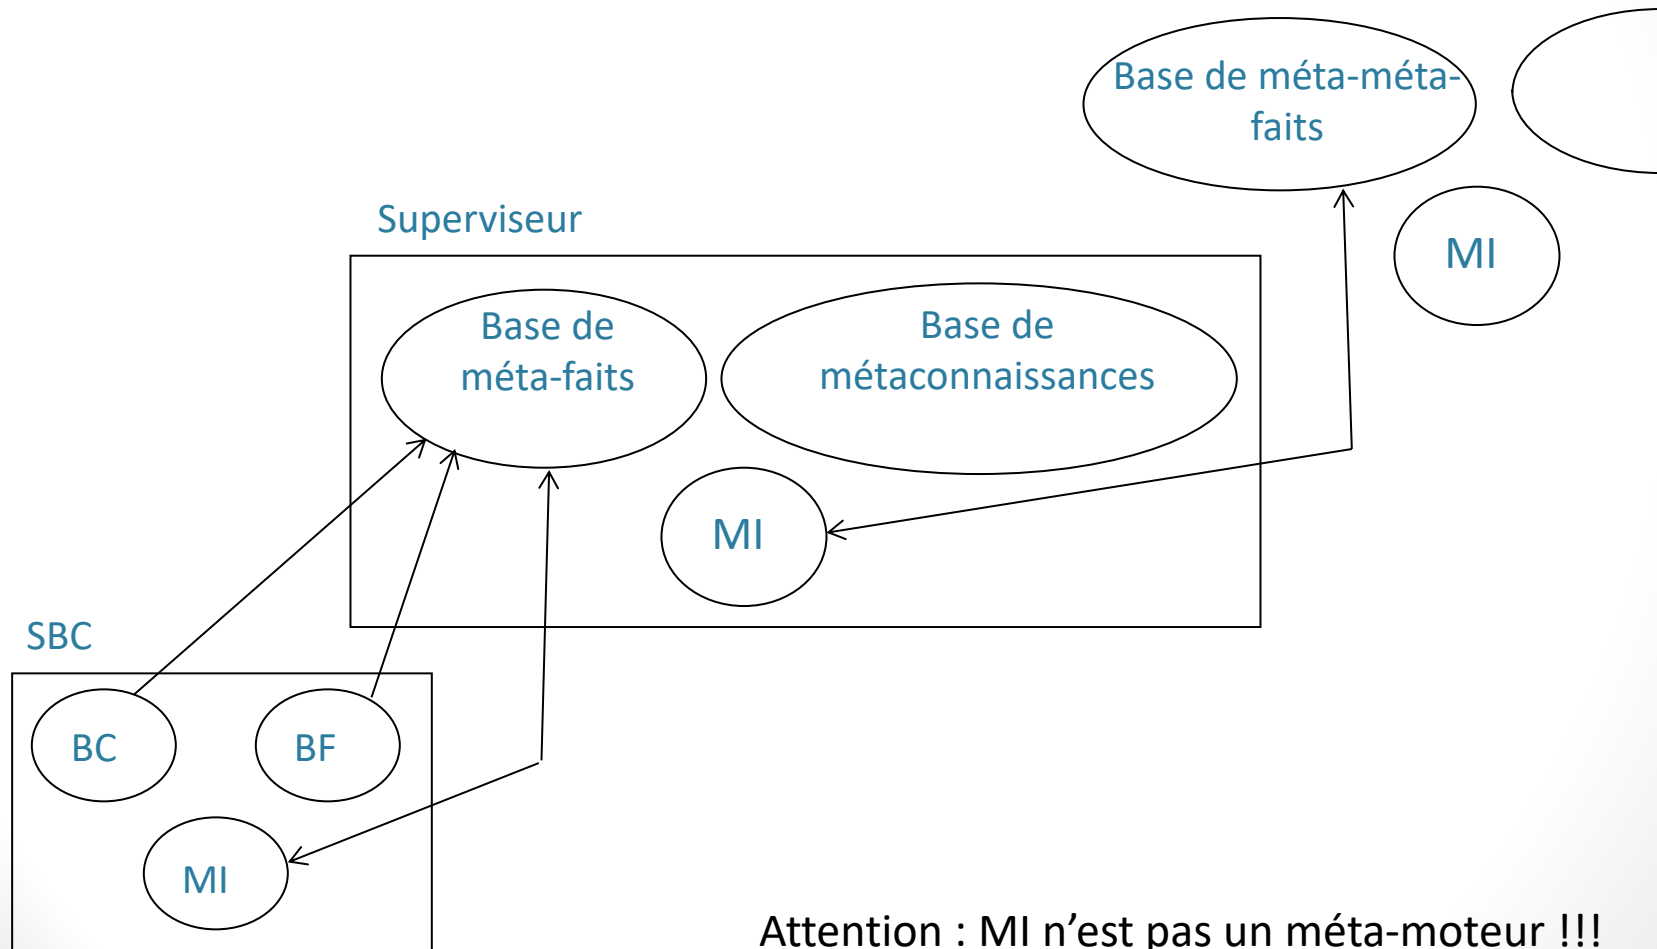 Base de méta-méta-
faits
MI
Superviseur
Base de
méta-faits
Base de
métaconnaissances
MI
SBC
BC
BF
MI
Attention : MI n’est pas un méta-moteur !!!